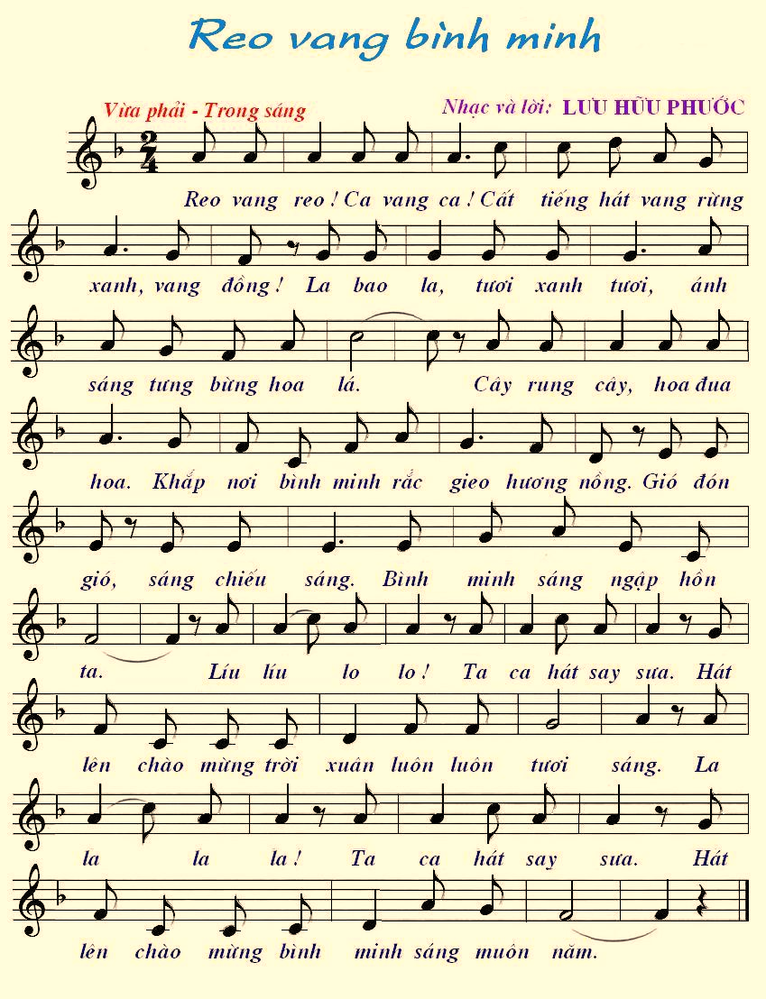 Reo vang bình minh
Vừa phải - Trong sáng
Nhạc và lời: LƯU HỮU PHƯỚC
2
4
Reo vang reo ! Ca vang ca ! Cất tiếng hát vang rừng
xanh, vang đồng ! La bao la, tươi xanh tươi, ánh
sáng tưng bừng hoa lá. Cây rung cây, hoa đua
hoa. Khắp nơi bình minh rắc gieo hương nồng. Gió đón
gió, sáng chiếu sáng. Bình minh sáng ngập hồn
ta. Líu líu lo lo ! Ta ca hát say sưa. Hát
lên chào mừng trời xuân luôn luôn tươi sáng. La
la la la ! Ta ca hát say sưa. Hát
lên chào mừng bình minh sáng muôn năm.